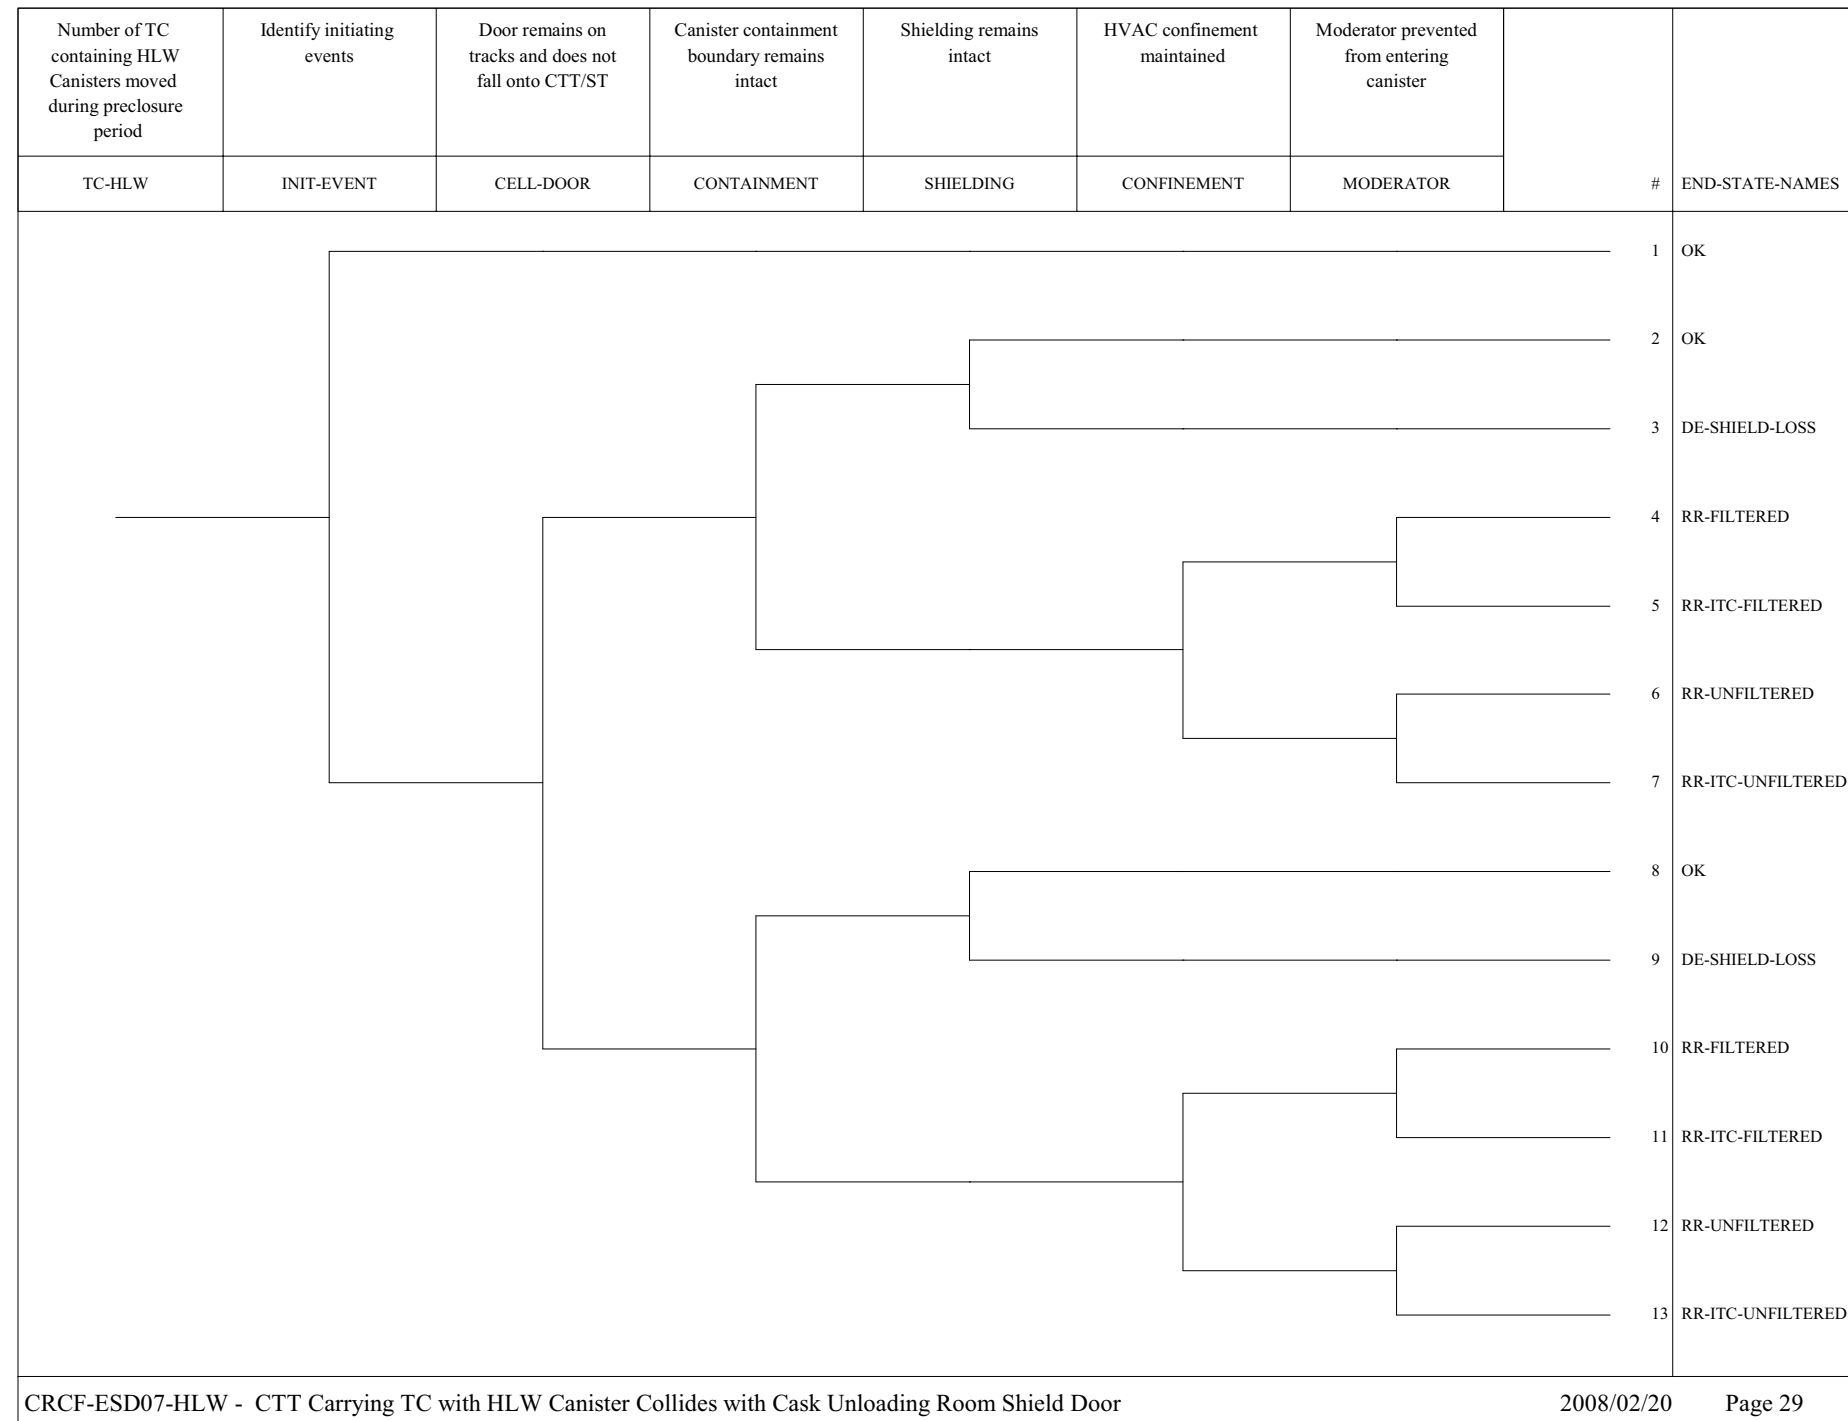 Number of TC
containing HLW
Canisters moved
during preclosure
period
Identify initiating
events
Door remains on
tracks and does not
fall onto CTT/ST
Canister containment
boundary remains
intact
Shielding remains
intact
HVAC confinement
maintained
Moderator prevented
from entering
canister
TC-HLW
INIT-EVENT
CELL-DOOR
CONTAINMENT
SHIELDING
CONFINEMENT
MODERATOR
#
END-STATE-NAMES
1 OK
2 OK
3 DE-SHIELD-LOSS
4 RR-FILTERED
5 RR-ITC-FILTERED
6 RR-UNFILTERED
7 RR-ITC-UNFILTERED
8 OK
9 DE-SHIELD-LOSS
10 RR-FILTERED
11 RR-ITC-FILTERED
12 RR-UNFILTERED
13 RR-ITC-UNFILTERED
CRCF-ESD07-HLW - CTT Carrying TC with HLW Canister Collides with Cask Unloading Room Shield Door 2008/02/20 Page 29